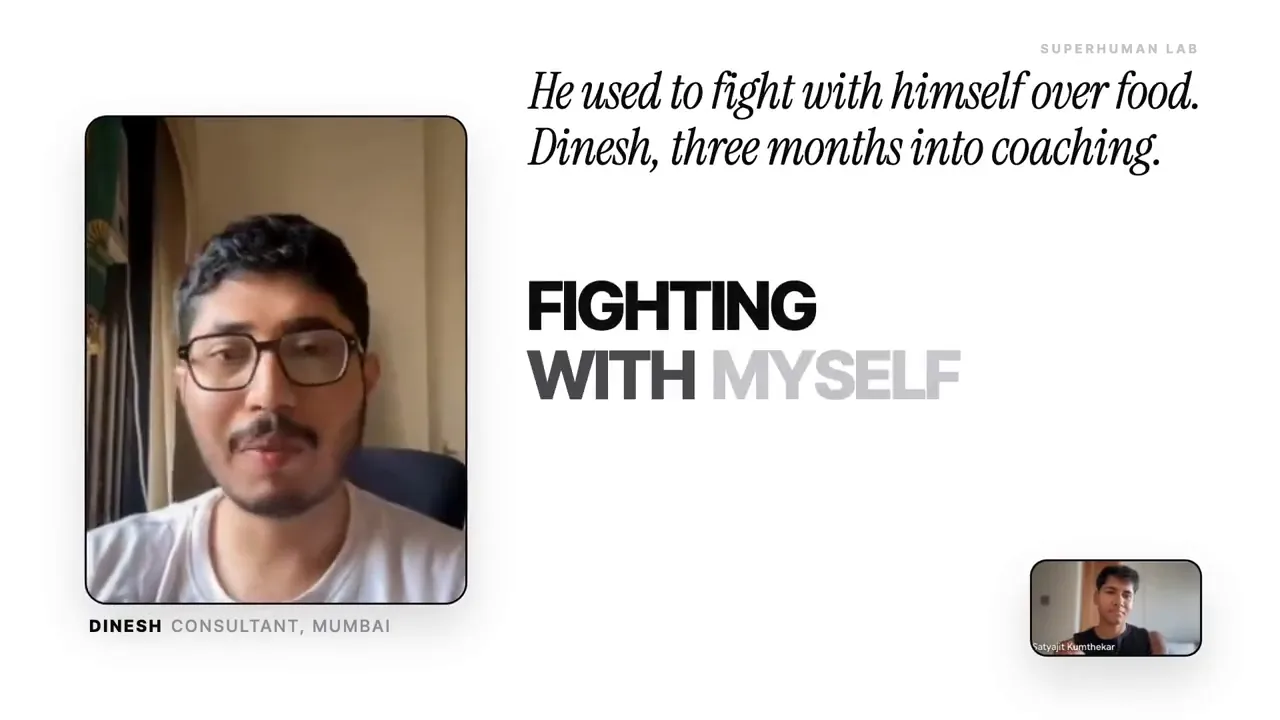 SUPERHUMAN LAB
He used to fight with himself over food.
Dinesh, three months into coaching.
FIGHTING
WITH MYSELF
DINESH CONSULTANT, MUMBAI
Satyajit Kumthekar